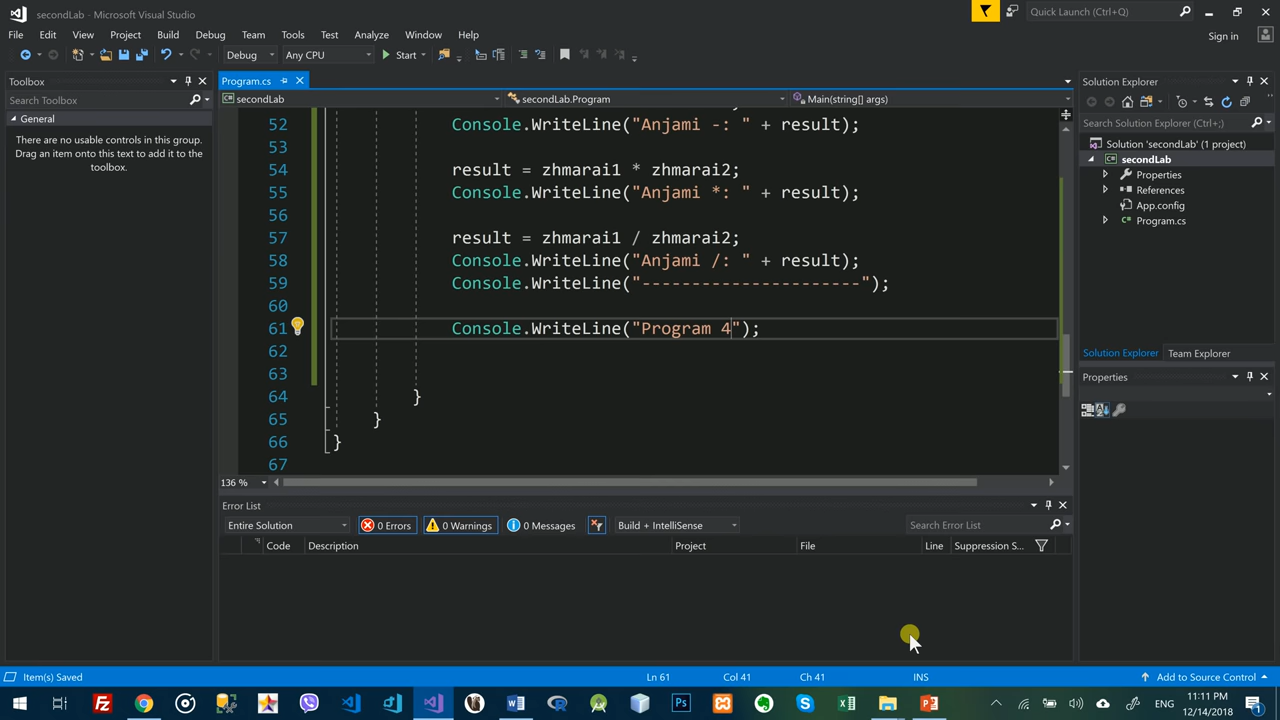 secondLab - Microsoft Visual Studio
Quick Launch (Ctrl+Q)
File Edit View Project Build Debug Team Tools Test Analyze Window Help
Sign in
Debug Any CPU Start
Toolbox
Search Toolbox
General
There are no usable controls in this group.
Drag an item onto this text to add it to the
toolbox.
Program.cs
secondLab secondLab.Program Main(string[] args)
52 Console.WriteLine("Anjami -: " + result);
53
54 result = zhmarai1 * zhmarai2;
55 Console.WriteLine("Anjami *: " + result);
56
57 result = zhmarai1 / zhmarai2;
58 Console.WriteLine("Anjami /: " + result);
59 Console.WriteLine("----------------------");
60
61 Console.WriteLine("Program 4");
62
63
64 }
65 }
66 }
67
136 %
Error List
Entire Solution 0 Errors 0 Warnings 0 Messages Build + IntelliSense Search Error List
Code Description Project File Line Suppression S...
Solution Explorer
Search Solution Explorer (Ctrl+;)
Solution 'secondLab' (1 project)
secondLab
Properties
References
App.config
Program.cs
Solution Explorer Team Explorer
Properties
Item(s) Saved Ln 61 Col 41 Ch 41 INS Add to Source Control
ENG 11:11 PM
12/14/2018